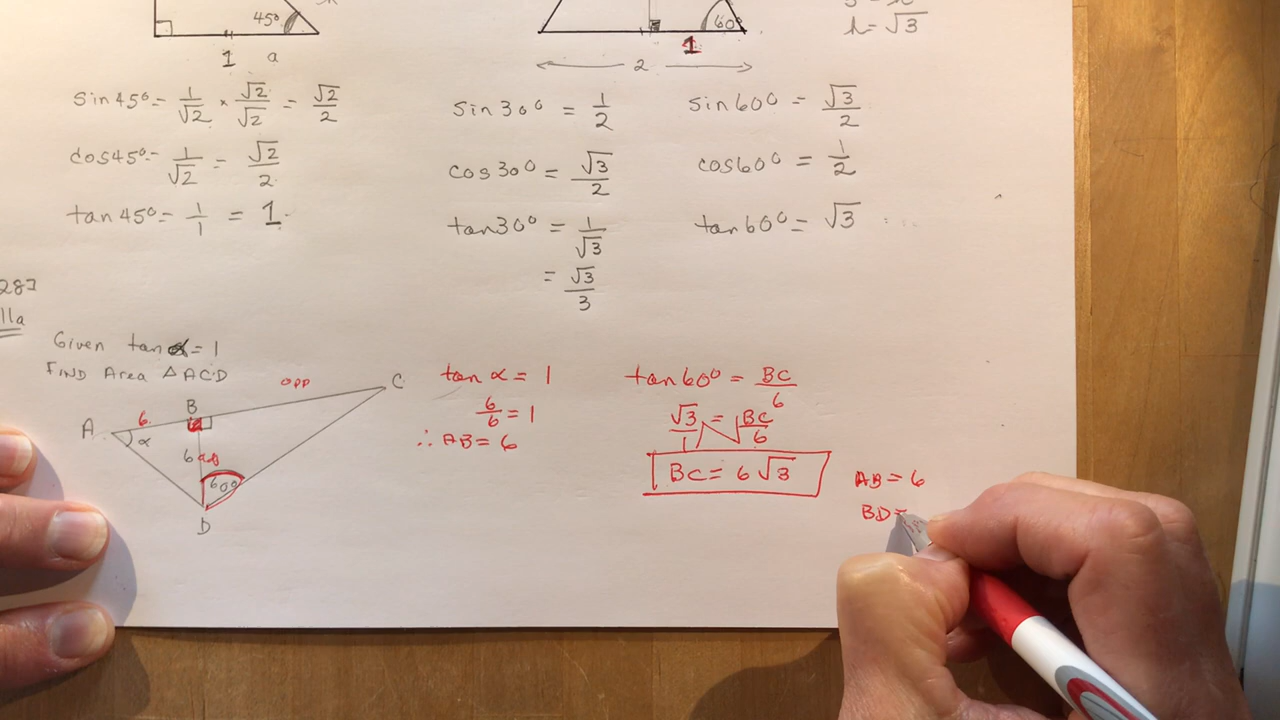 45°
1 a
60°
1
2
h = √3
sin 45° = 1/√2 × √2/√2 = √2/2
cos 45° = 1/√2 = √2/2
tan 45° = 1/1 = 1
sin 30° = 1/2
cos 30° = √3/2
tan 30° = 1/√3
= √3/3
sin 60° = √3/2
cos 60° = 1/2
tan 60° = √3
283
11a
Given tan α = 1
FIND Area △ ACD
A
6
B
opp
C
α
6 adj
60°
D
tan α = 1
6/6 = 1
∴ AB = 6
tan 60° = BC/6
√3/1 = BC/6
BC = 6√3
AB = 6
BD =